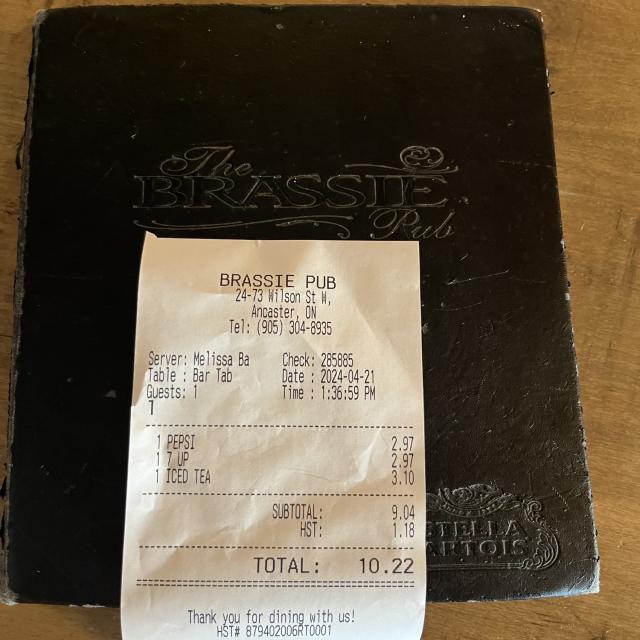 The
BRASSIE
Pub
BRASSIE PUB
24-73 Wilson St W,
Ancaster, ON
Tel: (905) 304-8935
Server: Melissa Ba Check: 285885
Table : Bar Tab Date : 2024-04-21
Guests: 1 Time : 1:36:59 PM
1
1 PEPSI 2.97
1 7 UP 2.97
1 ICED TEA 3.10
SUBTOTAL: 9.04
HST: 1.18
TOTAL: 10.22
Thank you for dining with us!
HST# 879402006RT0001
STELLA
ARTOIS